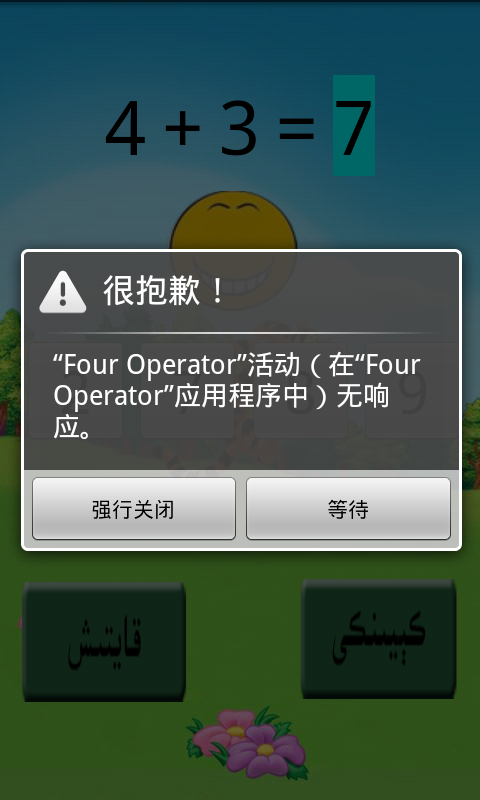 4 + 3 = 7
很抱歉！
“Four Operator”活动（在“Four
Operator”应用程序中）无响
应。
9
强行关闭
等待
قايتىش
كېيىنكى